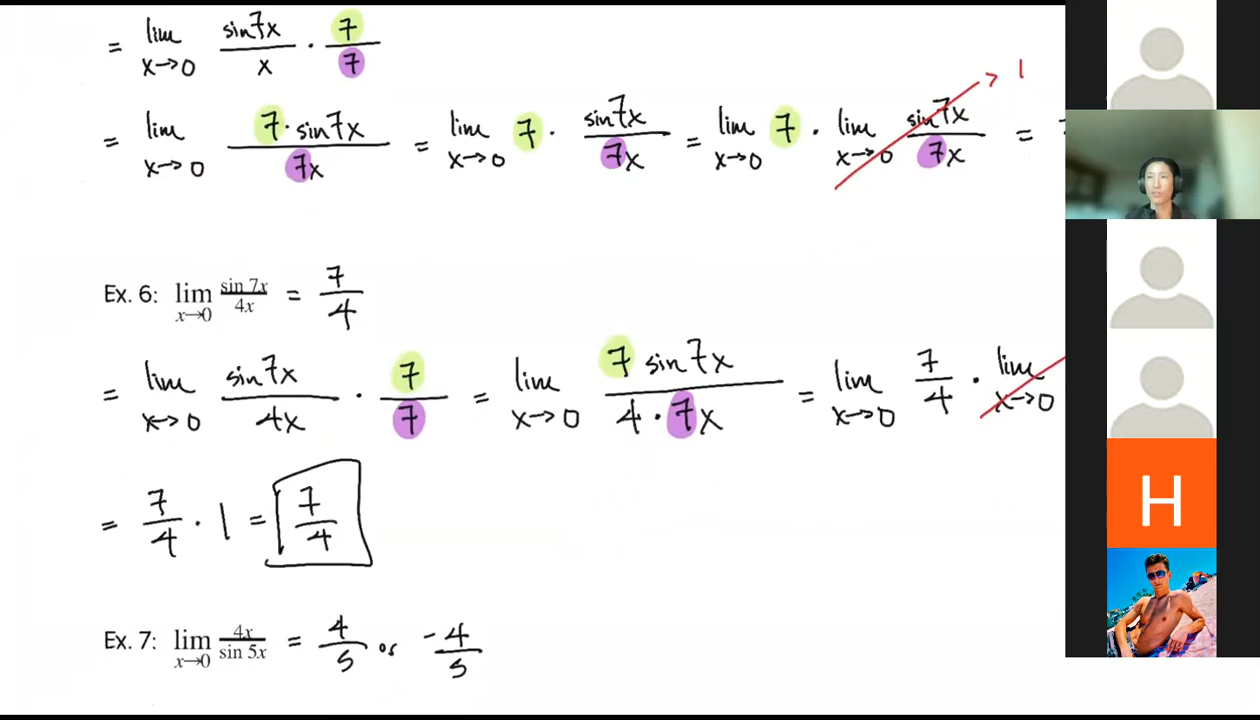 = lim x→0 sin7x/x · 7/7
= lim x→0 7·sin7x/7x = lim x→0 7 · sin7x/7x = lim x→0 7 · lim x→0 sin7x/7x → 1 =
Ex. 6: lim x→0 sin 7x/4x = 7/4
= lim x→0 sin7x/4x · 7/7 = lim x→0 7 sin7x/4·7x = lim x→0 7/4 · lim x→0
= 7/4 · 1 = 7/4
Ex. 7: lim x→0 4x/sin 5x = 4/5 or -4/5
H